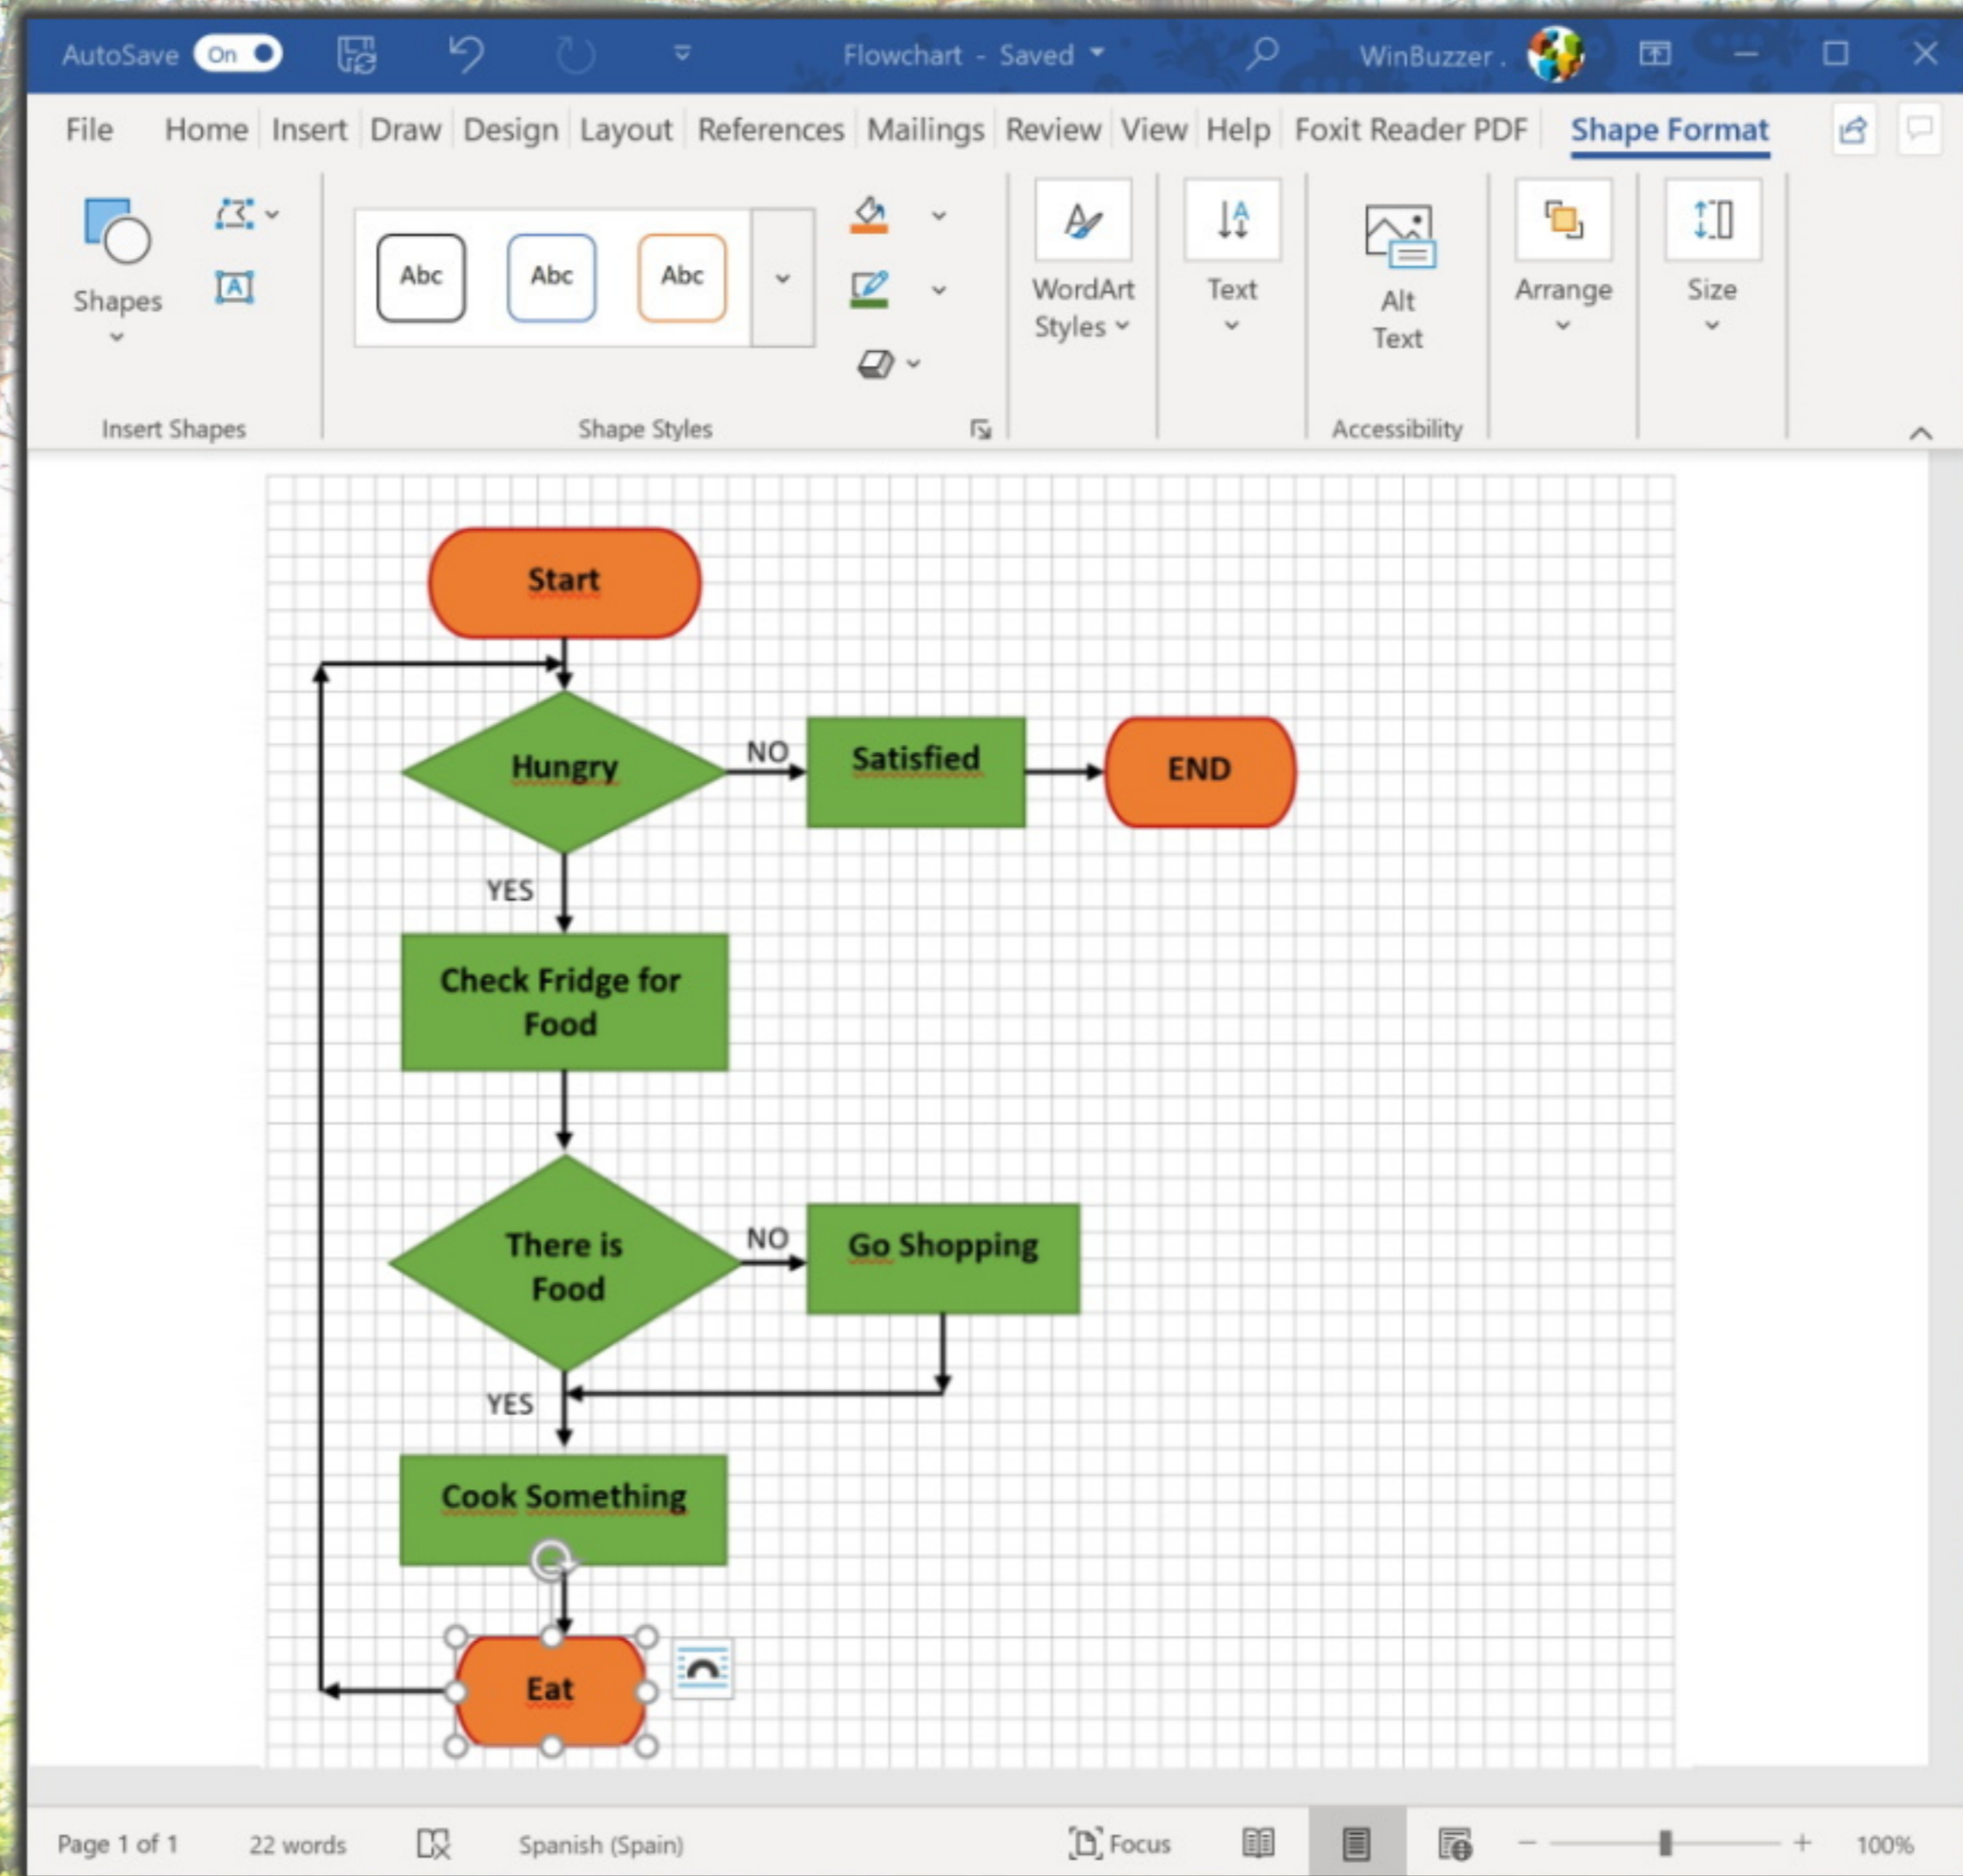 AutoSave On Flowchart - Saved WinBuzzer .
File Home Insert Draw Design Layout References Mailings Review View Help Foxit Reader PDF Shape Format
Shapes
Abc Abc Abc
WordArt
Styles
Text
Alt
Text
Arrange
Size
Insert Shapes
Shape Styles
Accessibility
Start
Hungry
NO
Satisfied
END
YES
Check Fridge for
Food
There is
Food
NO
Go Shopping
YES
Cook Something
Eat
Page 1 of 1 22 words Spanish (Spain) Focus 100%